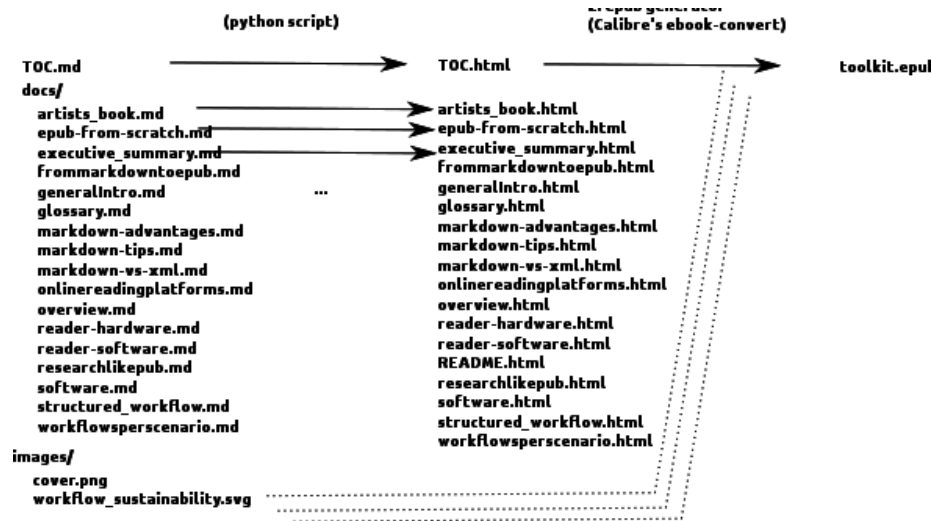 (python script)
2. epub generator
(Calibre's ebook-convert)
TOC.md
TOC.html
toolkit.epub
docs/
artists_book.md
artists_book.html
epub-from-scratch.md
epub-from-scratch.html
executive_summary.md
executive_summary.html
frommarkdowntoepub.md
frommarkdowntoepub.html
generalIntro.md
...
generalIntro.html
glossary.md
glossary.html
markdown-advantages.md
markdown-advantages.html
markdown-tips.md
markdown-tips.html
markdown-vs-xml.md
markdown-vs-xml.html
onlinereadingplatforms.md
onlinereadingplatforms.html
overview.md
overview.html
reader-hardware.md
reader-hardware.html
reader-software.md
reader-software.html
README.html
researchlikepub.md
researchlikepub.html
software.md
software.html
structured_workflow.md
structured_workflow.html
workflowsperscenario.md
workflowsperscenario.html
images/
cover.png
workflow_sustainability.svg